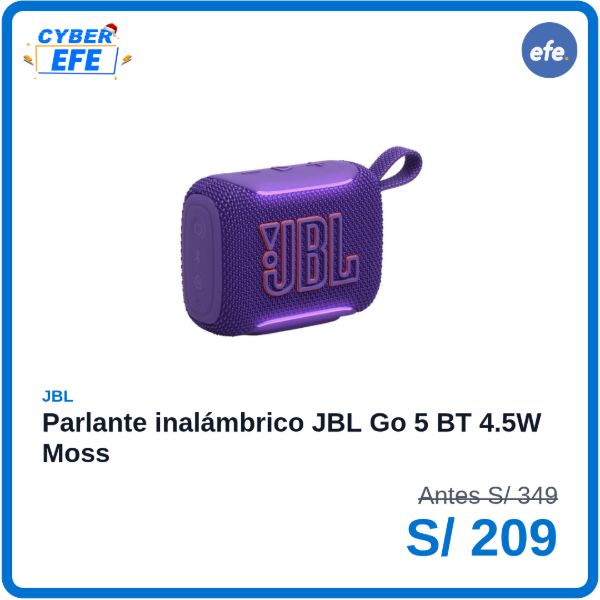 CYBER
EFE
efe.
JBL
JBL
Parlante inalámbrico JBL Go 5 BT 4.5W
Moss
Antes S/ 349
S/ 209